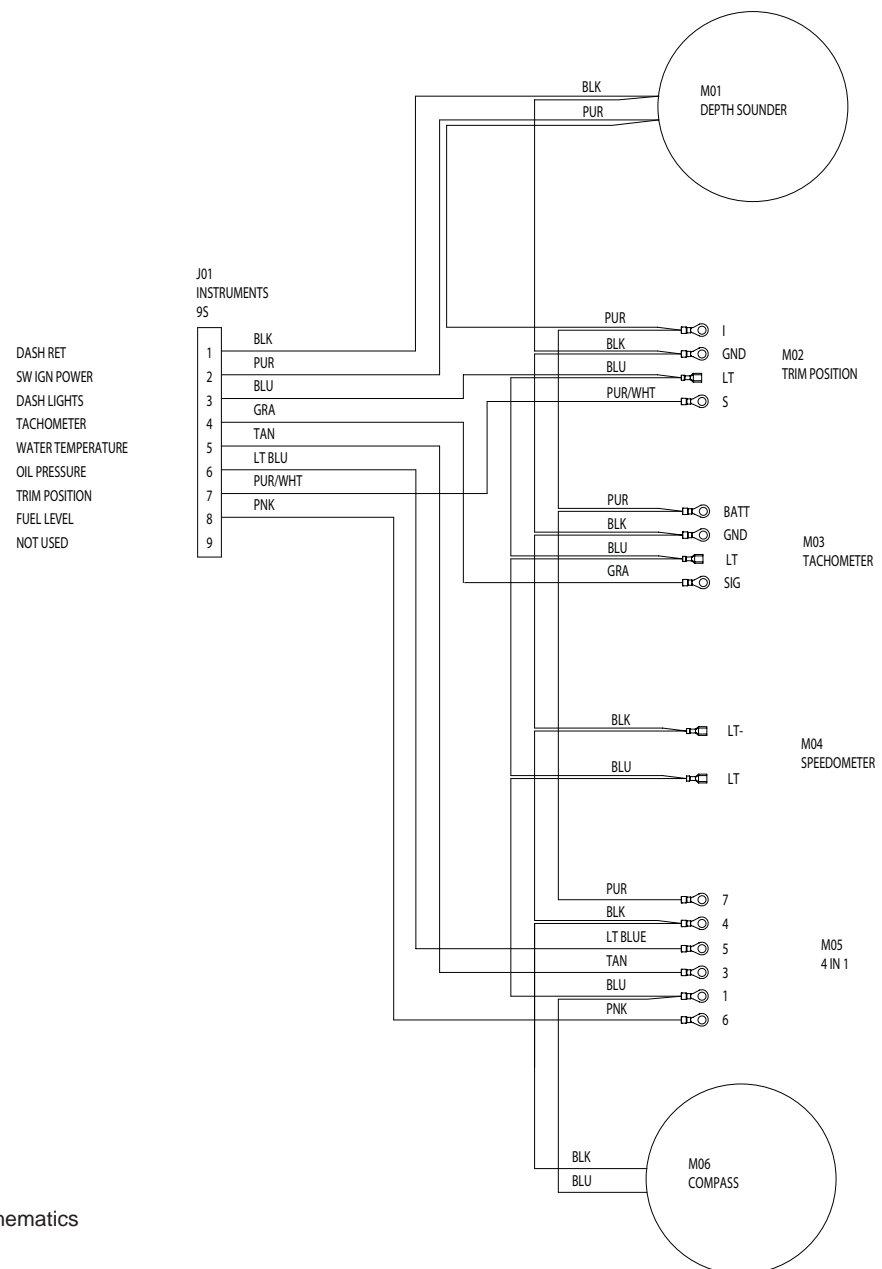 BLK
M01
DEPTH SOUNDER
PUR
J01
INSTRUMENTS
9S
DASH RET
1
BLK
SW IGN POWER
2
PUR
DASH LIGHTS
3
BLU
TACHOMETER
4
GRA
WATER TEMPERATURE
5
TAN
OIL PRESSURE
6
LT BLU
TRIM POSITION
7
PUR/WHT
FUEL LEVEL
8
PNK
NOT USED
9
PUR
I
BLK
GND
BLU
LT
PUR/WHT
S
M02
TRIM POSITION
PUR
BATT
BLK
GND
BLU
LT
GRA
SIG
M03
TACHOMETER
BLK
LT-
BLU
LT
M04
SPEEDOMETER
PUR
7
BLK
4
LT BLUE
5
TAN
3
BLU
1
PNK
6
M05
4 IN 1
BLK
BLU
M06
COMPASS
hematics